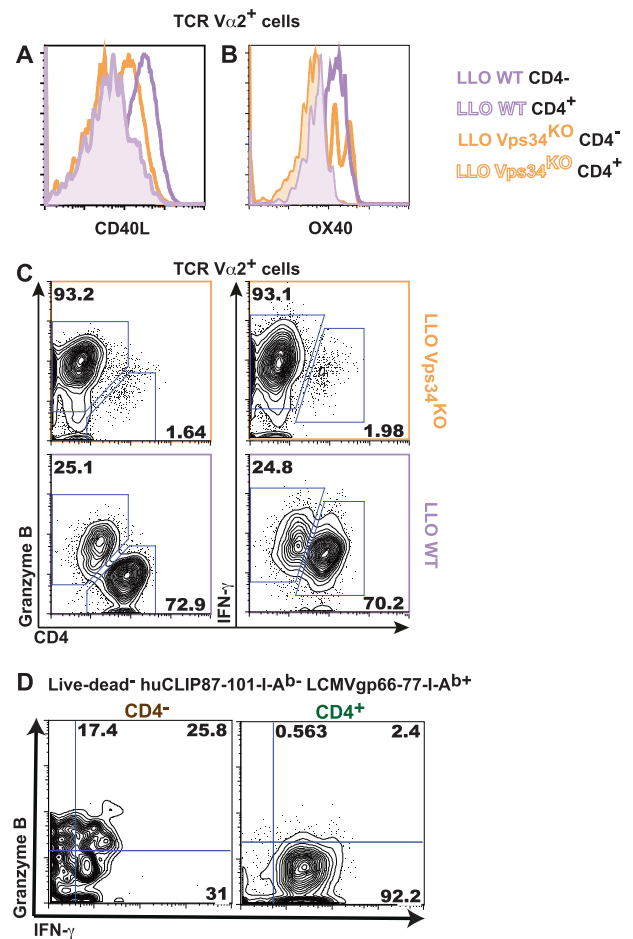 TCR Vα2⁺ cells
A
B
LLO WT CD4-
LLO WT CD4⁺
LLO Vps34ᴷᴼ CD4⁻
LLO Vps34ᴷᴼ CD4⁺
CD40L
OX40
C
TCR Vα2⁺ cells
93.2
93.1
1.64
1.98
LLO Vps34ᴷᴼ
25.1
24.8
72.9
70.2
LLO WT
Granzyme B
IFN-γ
CD4
D Live-dead⁻ huCLIP87-101-I-Aᵇ⁻ LCMVgp66-77-I-Aᵇ⁺
CD4⁻
CD4⁺
17.4 25.8
0.563 2.4
31
92.2
Granzyme B
IFN-γ